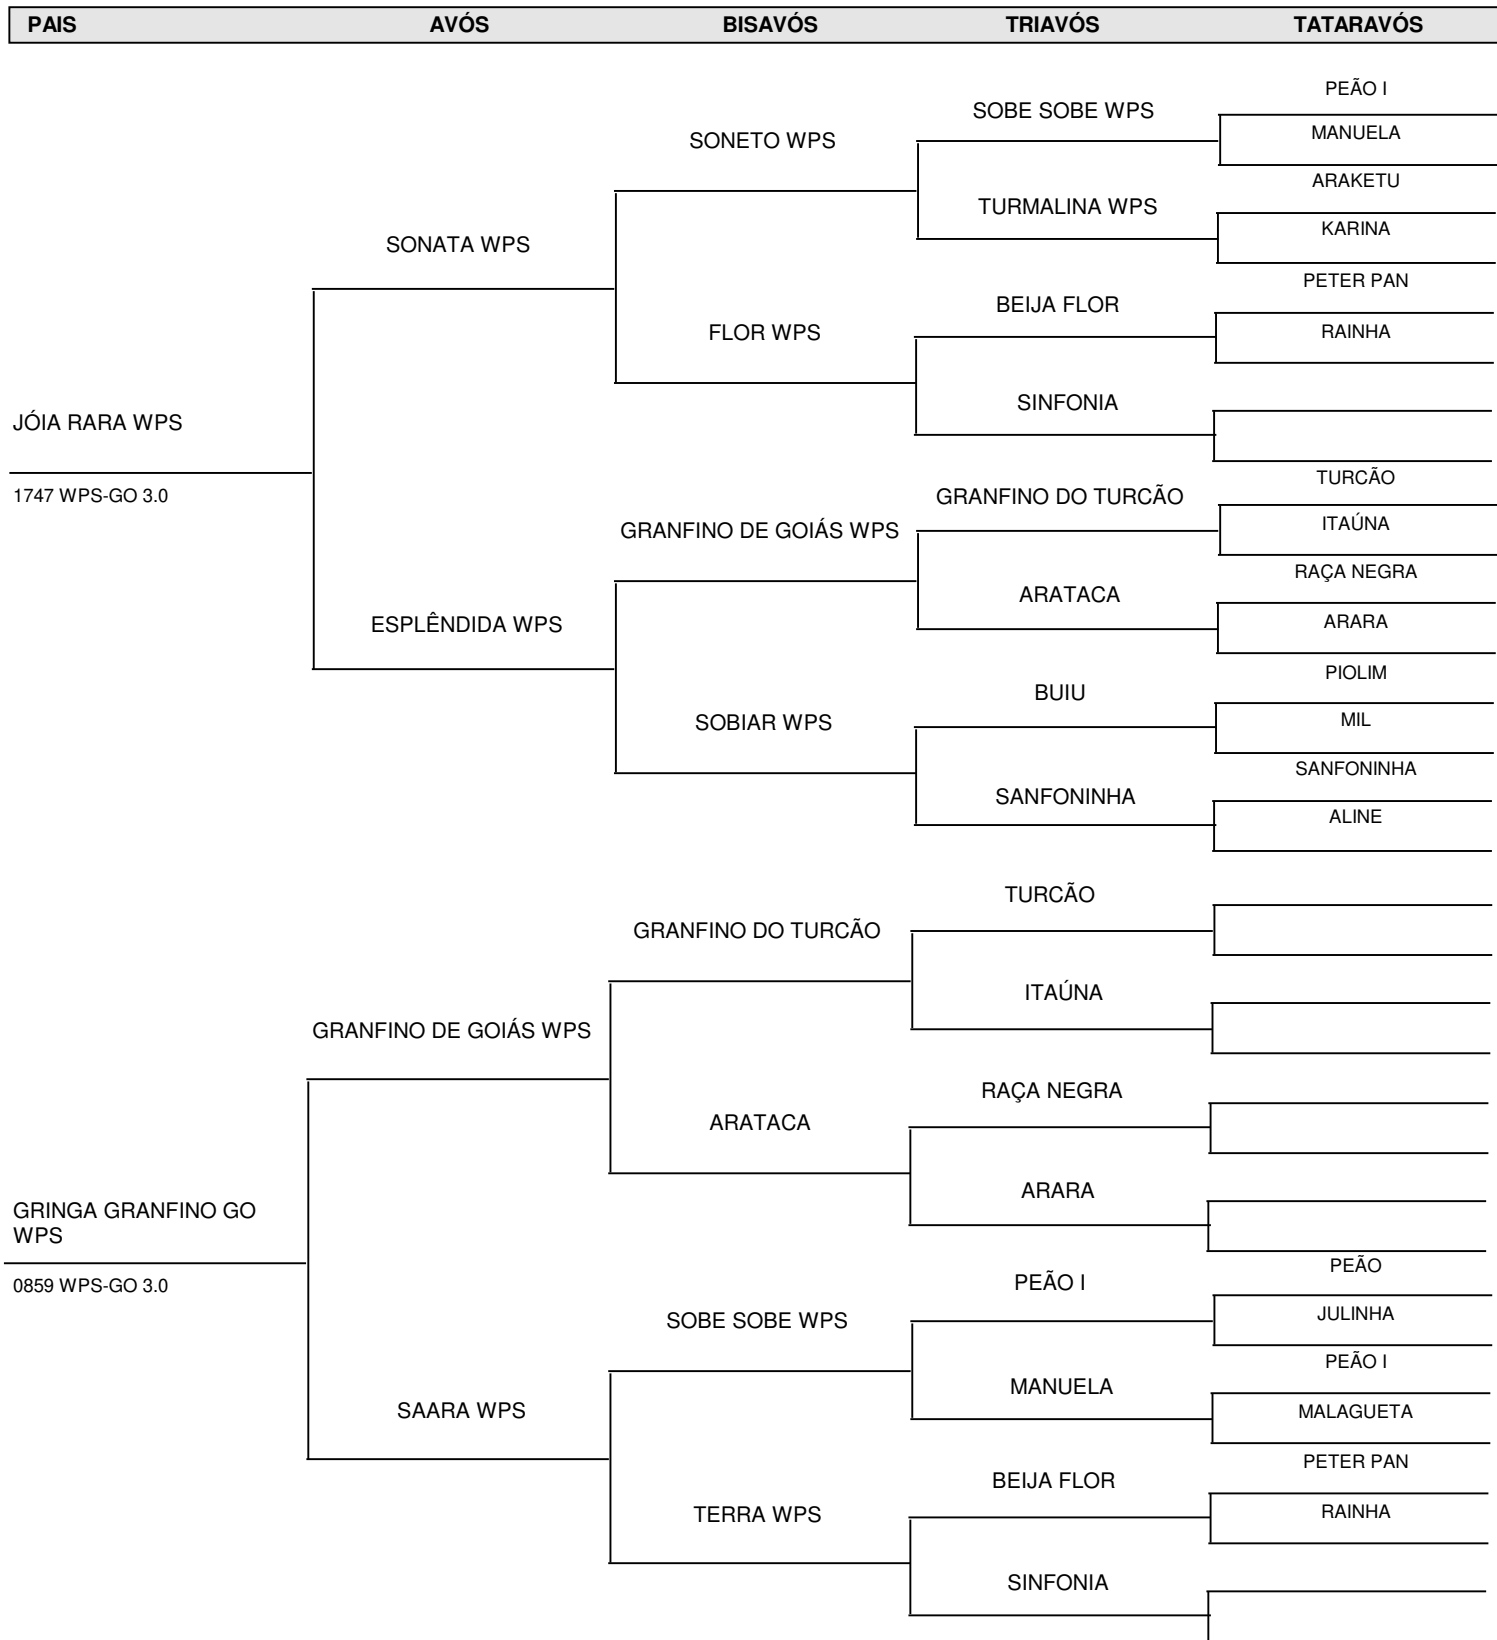 PAIS AVÓS BISAVÓS TRIAVÓS TATARAVÓS
PEÃO I
SOBE SOBE WPS
MANUELA
SONETO WPS
ARAKETU
TURMALINA WPS
KARINA
SONATA WPS
PETER PAN
BEIJA FLOR
RAINHA
FLOR WPS
SINFONIA
JÓIA RARA WPS
1747 WPS-GO 3.0
TURCÃO
GRANFINO DO TURCÃO
ITAÚNA
GRANFINO DE GOIÁS WPS
RAÇA NEGRA
ARATACA
ARARA
ESPLÊNDIDA WPS
PIOLIM
BUIU
MIL
SOBIAR WPS
SANFONINHA
SANFONINHA
ALINE
TURCÃO
GRANFINO DO TURCÃO
ITAÚNA
GRANFINO DE GOIÁS WPS
RAÇA NEGRA
ARATACA
ARARA
GRINGA GRANFINO GO
WPS
0859 WPS-GO 3.0
PEÃO
PEÃO I
JULINHA
SOBE SOBE WPS
PEÃO I
MANUELA
MALAGUETA
SAARA WPS
PETER PAN
BEIJA FLOR
RAINHA
TERRA WPS
SINFONIA